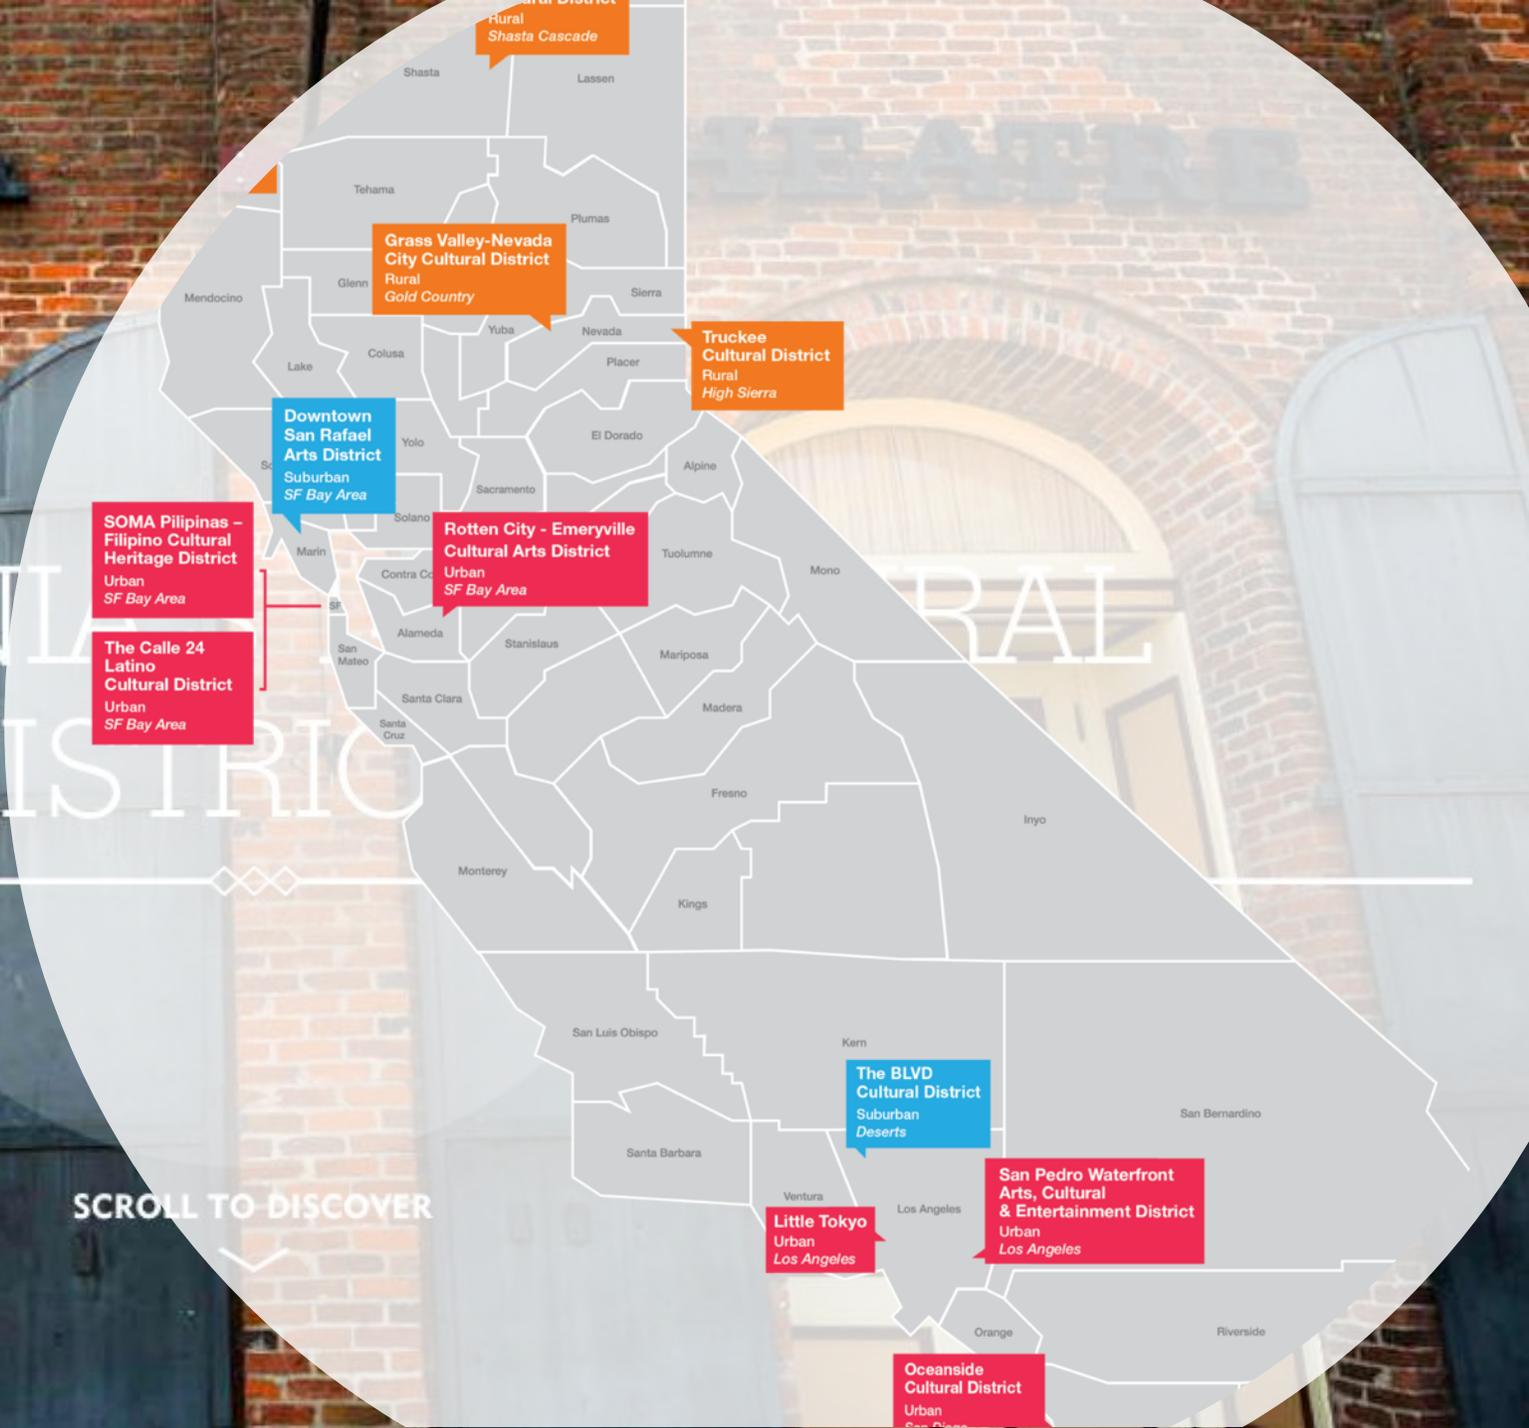 Rural
Shasta Cascade
Shasta
Lassen
Tehama
Plumas
Grass Valley-Nevada
City Cultural District
Rural
Gold Country
Glenn
Mendocino
Sierra
Yuba
Nevada
Truckee
Cultural District
Rural
High Sierra
Colusa
Placer
Lake
Downtown
San Rafael
Arts District
Suburban
SF Bay Area
Yolo
El Dorado
Alpine
Sacramento
Solano
SOMA Pilipinas –
Filipino Cultural
Heritage District
Urban
SF Bay Area
Rotten City - Emeryville
Cultural Arts District
Urban
SF Bay Area
Marin
Tuolumne
Mono
Contra Co
SF
Alameda
Stanislaus
The Calle 24
Latino
Cultural District
Urban
SF Bay Area
San
Mateo
Mariposa
Santa Clara
Madera
Santa
Cruz
Fresno
Inyo
Monterey
Kings
San Luis Obispo
Kern
The BLVD
Cultural District
Suburban
Deserts
San Bernardino
Santa Barbara
San Pedro Waterfront
Arts, Cultural
& Entertainment District
Urban
Los Angeles
Ventura
Los Angeles
Little Tokyo
Urban
Los Angeles
SCROLL TO DISCOVER
Orange
Riverside
Oceanside
Cultural District
Urban